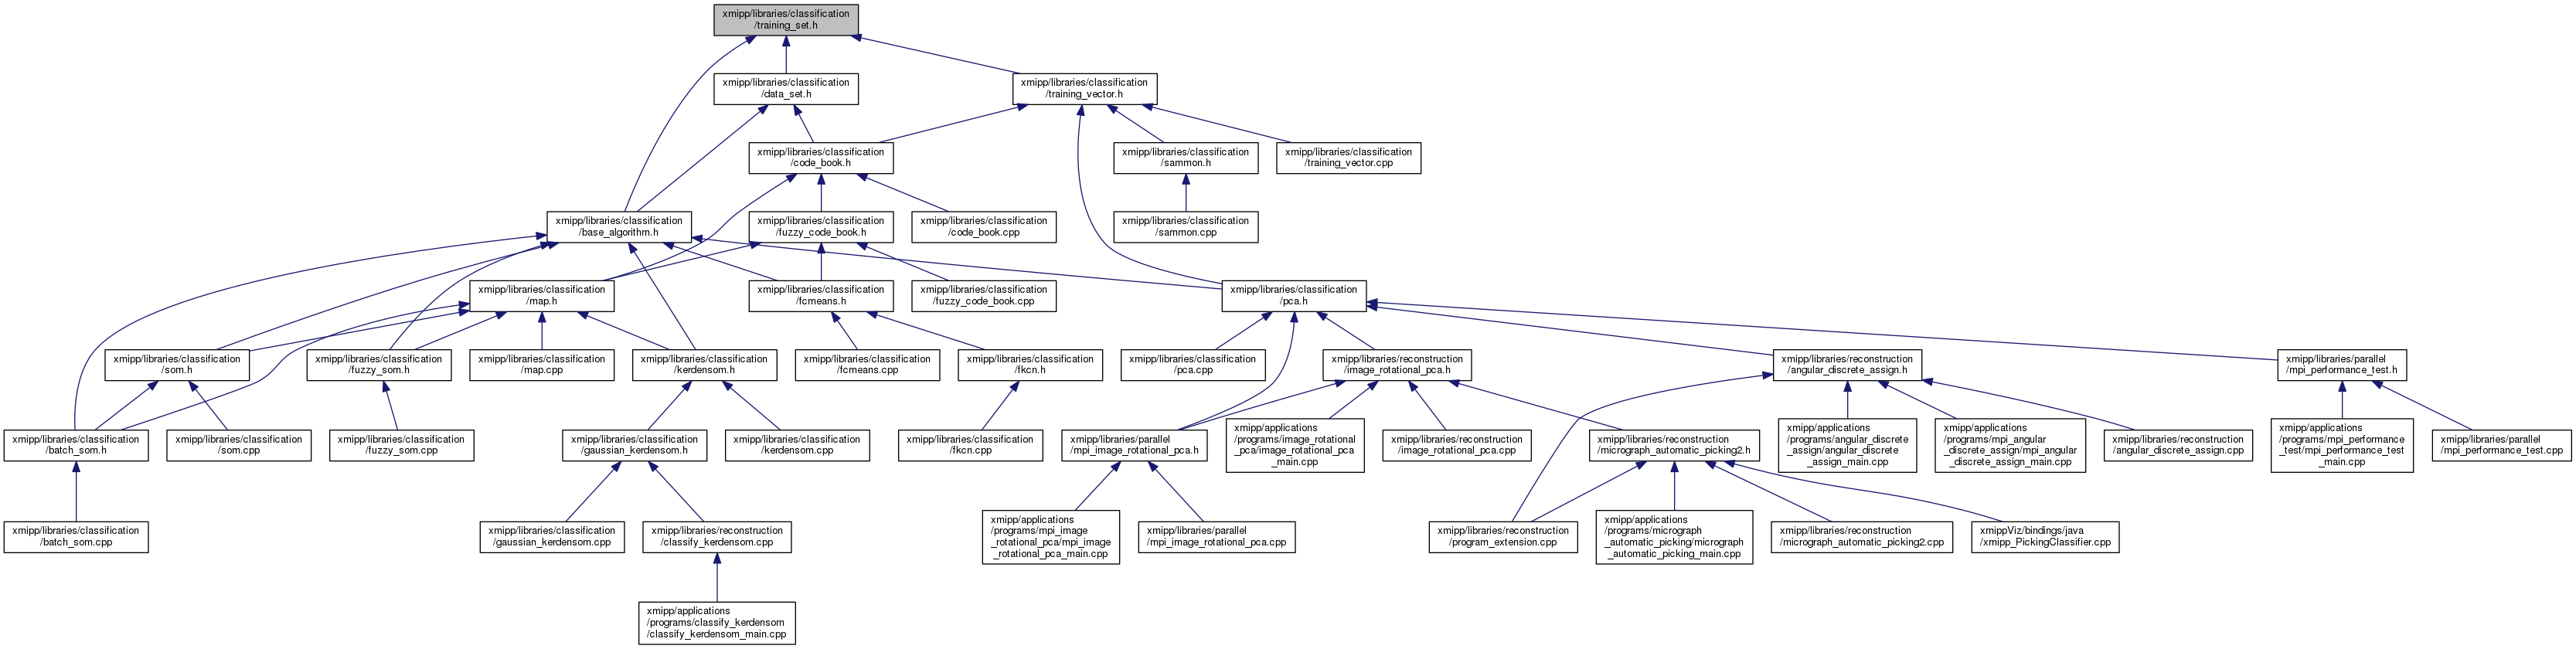 xmipp/libraries/classification
/training_set.h
xmipp/libraries/classification
/data_set.h
xmipp/libraries/classification
/training_vector.h
xmipp/libraries/classification
/code_book.h
xmipp/libraries/classification
/sammon.h
xmipp/libraries/classification
/training_vector.cpp
xmipp/libraries/classification
/base_algorithm.h
xmipp/libraries/classification
/fuzzy_code_book.h
xmipp/libraries/classification
/code_book.cpp
xmipp/libraries/classification
/sammon.cpp
xmipp/libraries/classification
/map.h
xmipp/libraries/classification
/fcmeans.h
xmipp/libraries/classification
/fuzzy_code_book.cpp
xmipp/libraries/classification
/pca.h
xmipp/libraries/classification
/som.h
xmipp/libraries/classification
/fuzzy_som.h
xmipp/libraries/classification
/map.cpp
xmipp/libraries/classification
/kerdensom.h
xmipp/libraries/classification
/fcmeans.cpp
xmipp/libraries/classification
/fkcn.h
xmipp/libraries/classification
/pca.cpp
xmipp/libraries/reconstruction
/image_rotational_pca.h
xmipp/libraries/reconstruction
/angular_discrete_assign.h
xmipp/libraries/parallel
/mpi_performance_test.h
xmipp/libraries/classification
/batch_som.h
xmipp/libraries/classification
/som.cpp
xmipp/libraries/classification
/fuzzy_som.cpp
xmipp/libraries/classification
/gaussian_kerdensom.h
xmipp/libraries/classification
/kerdensom.cpp
xmipp/libraries/classification
/fkcn.cpp
xmipp/libraries/parallel
/mpi_image_rotational_pca.h
xmipp/applications
/programs/image_rotational
_pca/image_rotational_pca
_main.cpp
xmipp/libraries/reconstruction
/image_rotational_pca.cpp
xmipp/libraries/reconstruction
/micrograph_automatic_picking2.h
xmipp/applications
/programs/angular_discrete
_assign/angular_discrete
_assign_main.cpp
xmipp/applications
/programs/mpi_angular
_discrete_assign/mpi_angular
_discrete_assign_main.cpp
xmipp/libraries/reconstruction
/angular_discrete_assign.cpp
xmipp/applications
/programs/mpi_performance
_test/mpi_performance_test
_main.cpp
xmipp/libraries/parallel
/mpi_performance_test.cpp
xmipp/libraries/classification
/batch_som.cpp
xmipp/libraries/classification
/gaussian_kerdensom.cpp
xmipp/libraries/reconstruction
/classify_kerdensom.cpp
xmipp/applications
/programs/mpi_image
_rotational_pca/mpi_image
_rotational_pca_main.cpp
xmipp/libraries/parallel
/mpi_image_rotational_pca.cpp
xmipp/libraries/reconstruction
/program_extension.cpp
xmipp/applications
/programs/micrograph
_automatic_picking/micrograph
_automatic_picking_main.cpp
xmipp/libraries/reconstruction
/micrograph_automatic_picking2.cpp
xmippViz/bindings/java
/xmipp_PickingClassifier.cpp
xmipp/applications
/programs/classify_kerdensom
/classify_kerdensom_main.cpp